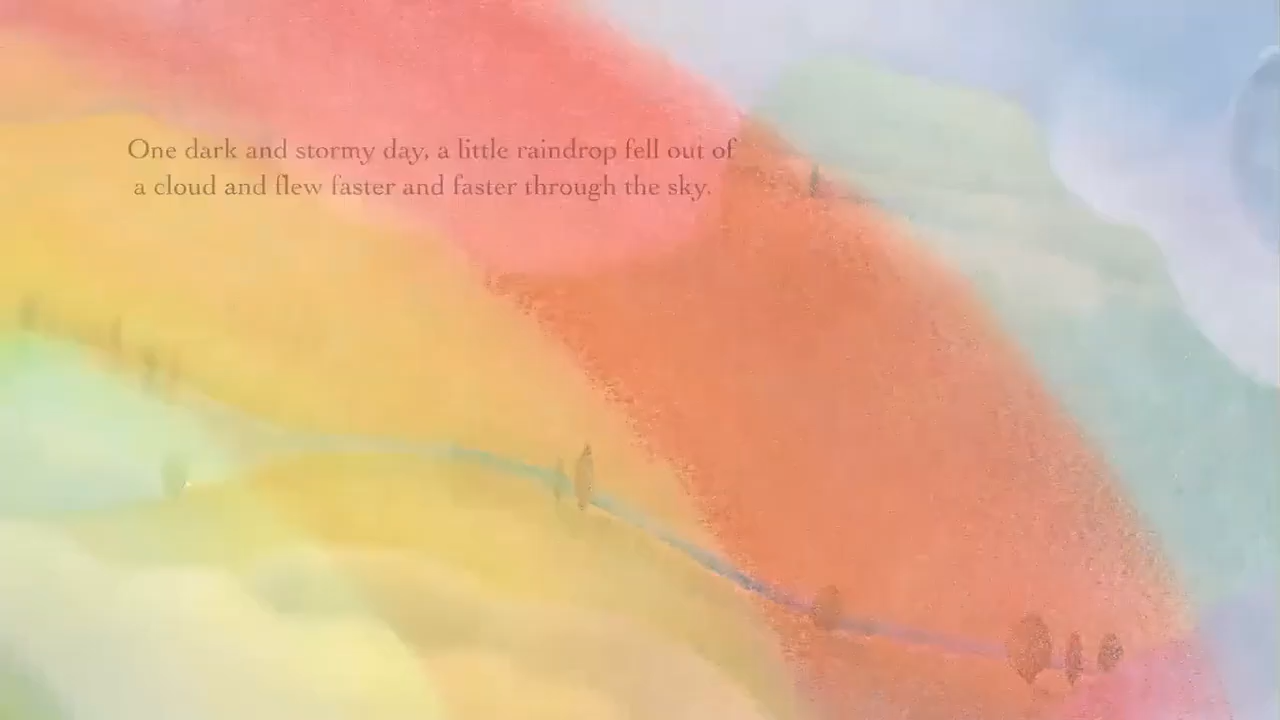 One dark and stormy day, a little raindrop fell out of
a cloud and flew faster and faster through the sky.